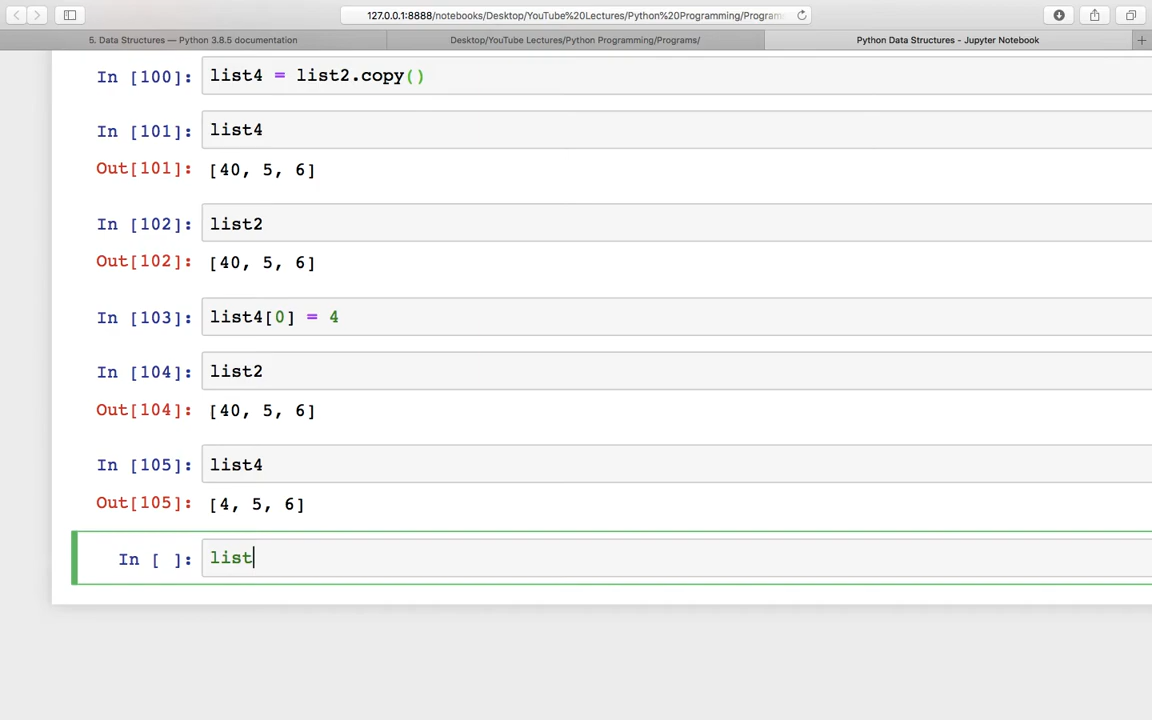 127.0.0.1:8888/notebooks/Desktop/YouTube%20Lectures/Python%20Programming/Program
5. Data Structures — Python 3.8.5 documentation
Desktop/YouTube Lectures/Python Programming/Programs/
Python Data Structures - Jupyter Notebook
In [100]: list4 = list2.copy()
In [101]: list4
Out[101]: [40, 5, 6]
In [102]: list2
Out[102]: [40, 5, 6]
In [103]: list4[0] = 4
In [104]: list2
Out[104]: [40, 5, 6]
In [105]: list4
Out[105]: [4, 5, 6]
In [ ]: list